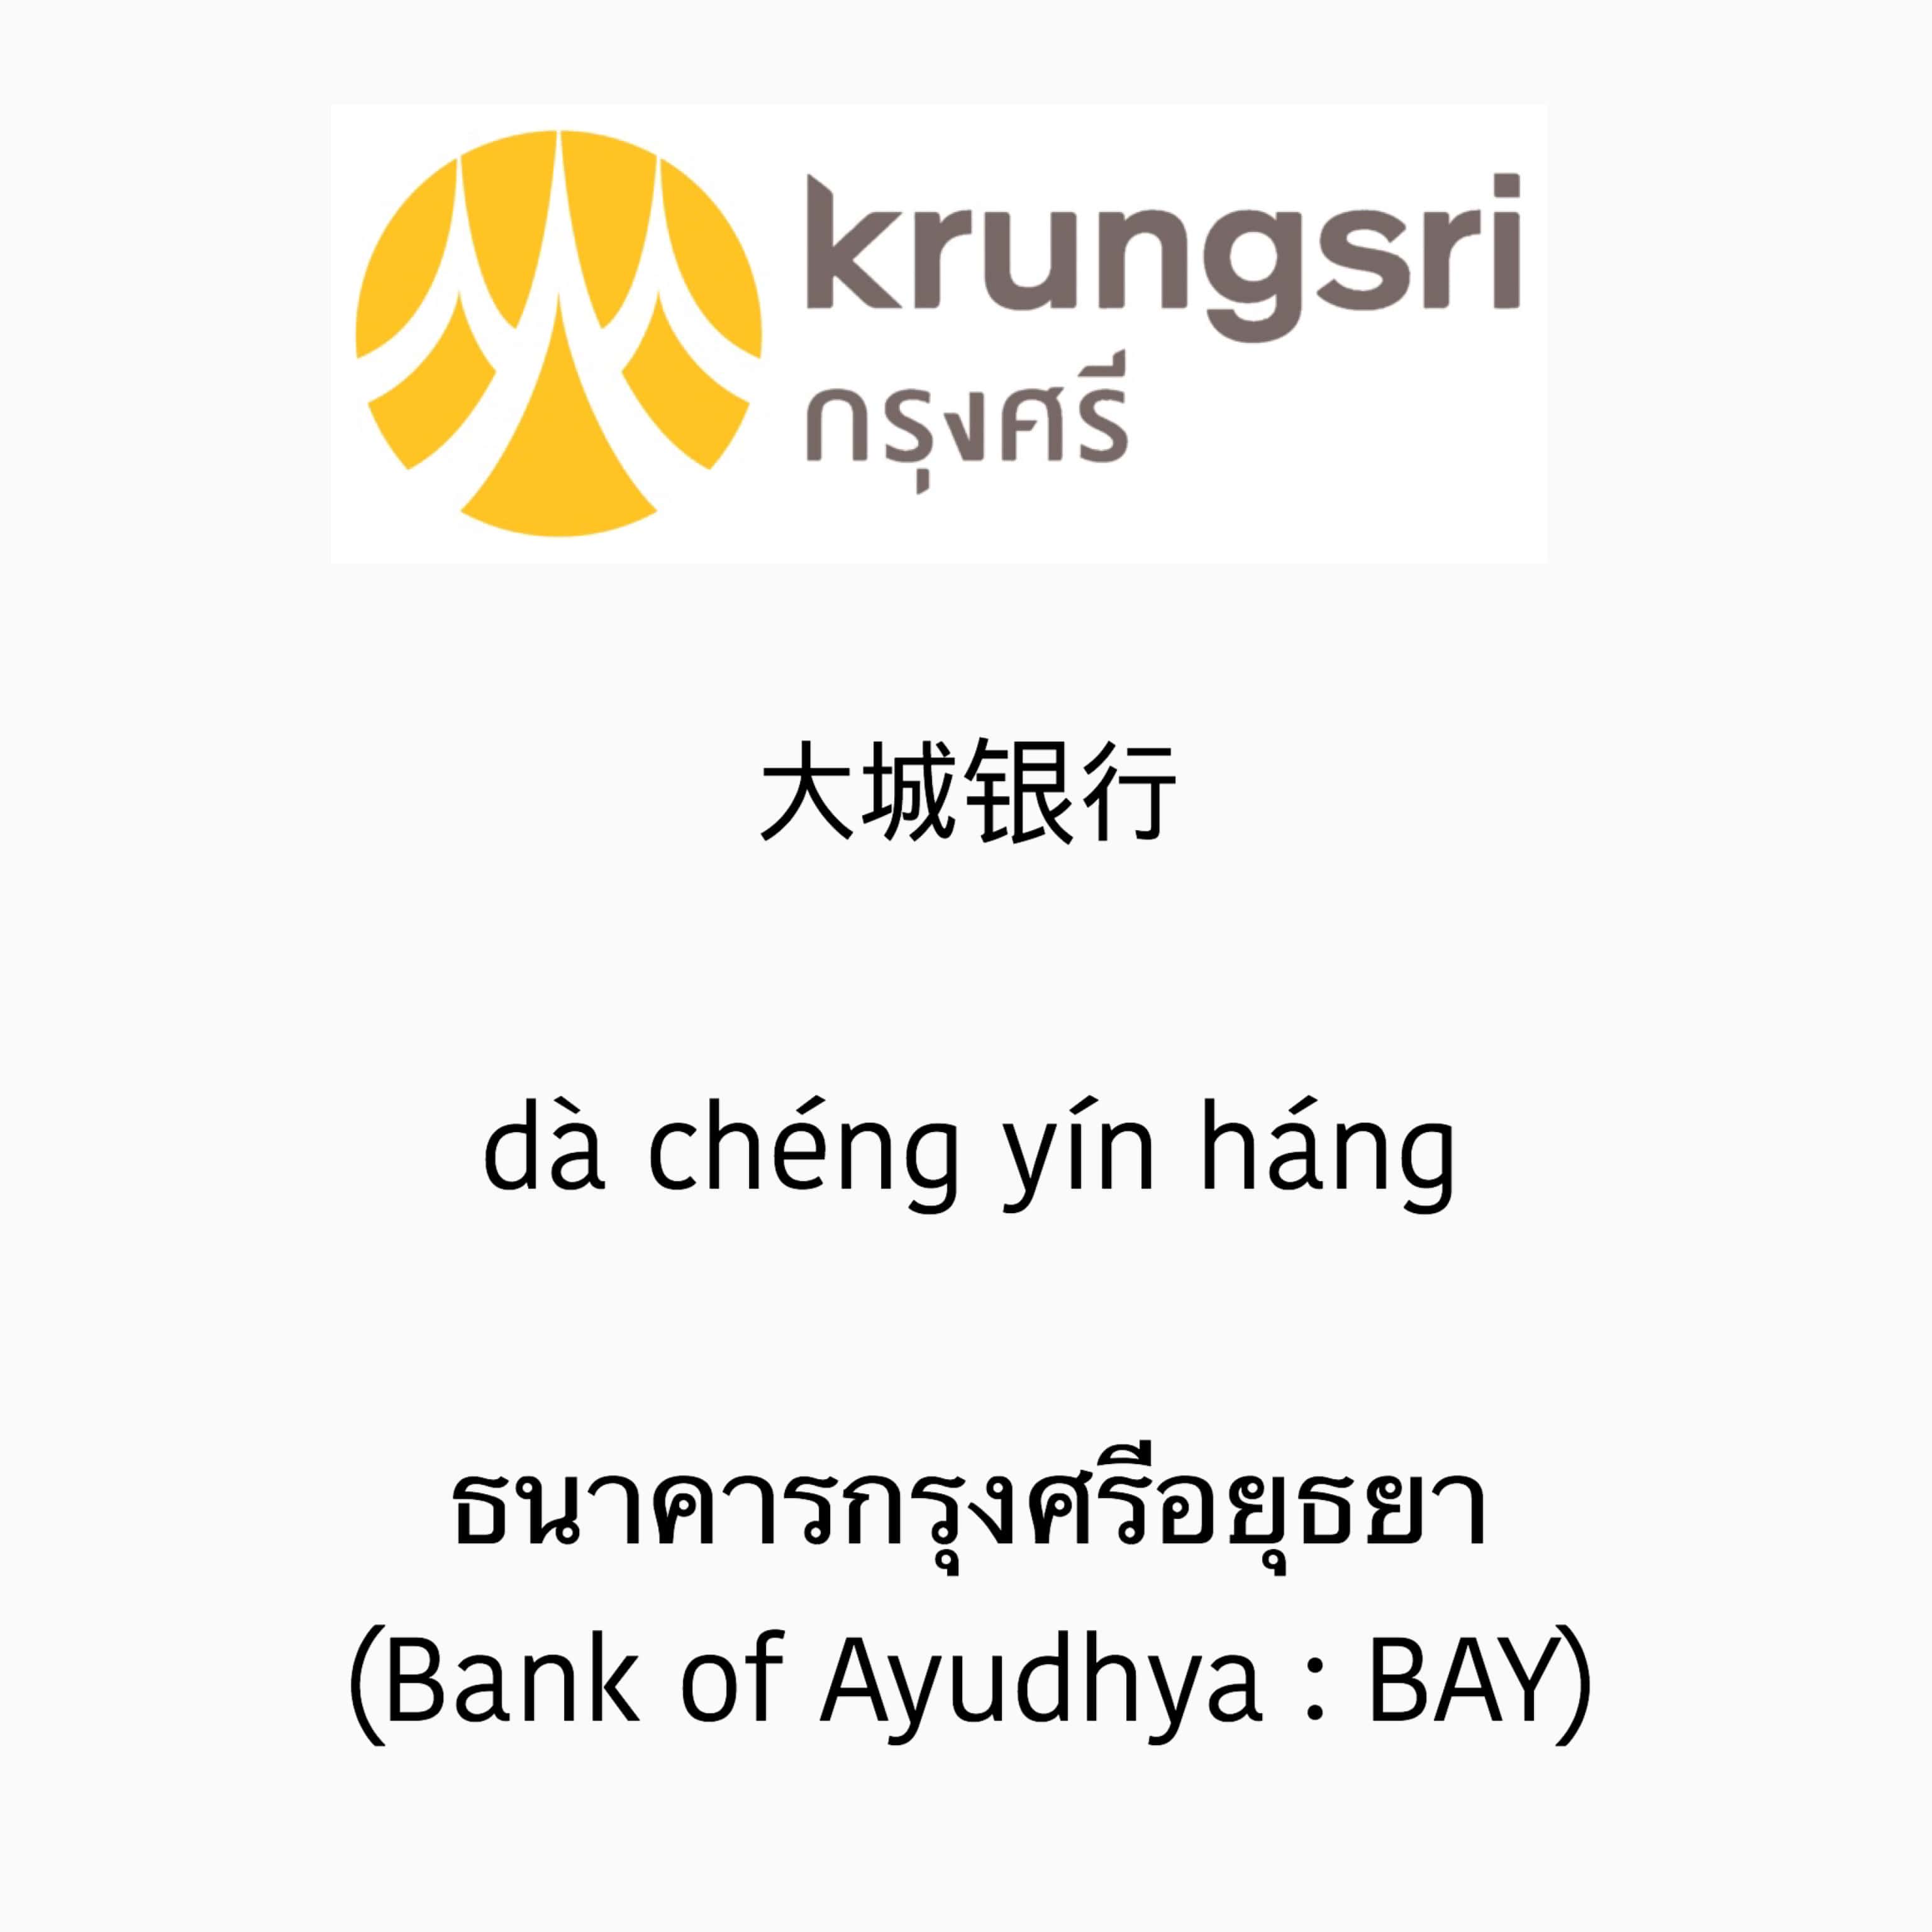 krungsri
กรุงศรี
大城银行
dà chéng yín háng
ธนาคารกรุงศรีอยุธยา
(Bank of Ayudhya : BAY)